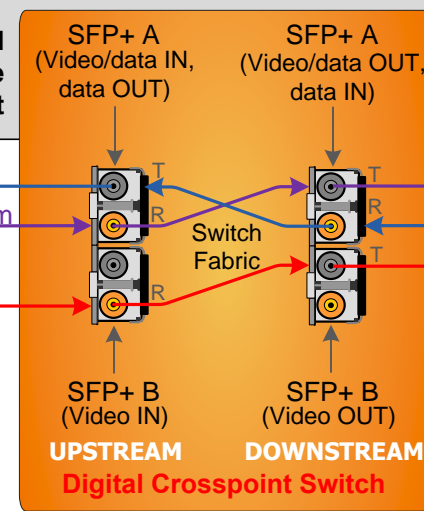 SFP+ A
(Video/data IN,
data OUT)
SFP+ A
(Video/data OUT,
data IN)
T
R
R
T
R
T
Switch
Fabric
SFP+ B
(Video IN)
SFP+ B
(Video OUT)
UPSTREAM
DOWNSTREAM
Digital Crosspoint Switch